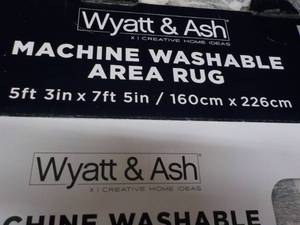 Wyatt & Ash
X | CREATIVE HOME IDEAS
MACHINE WASHABLE
AREA RUG
5ft 3in x 7ft 5in / 160cm x 226cm
Wyatt & Ash
X | CREATIVE HOME IDEAS
CHINE WASHABLE